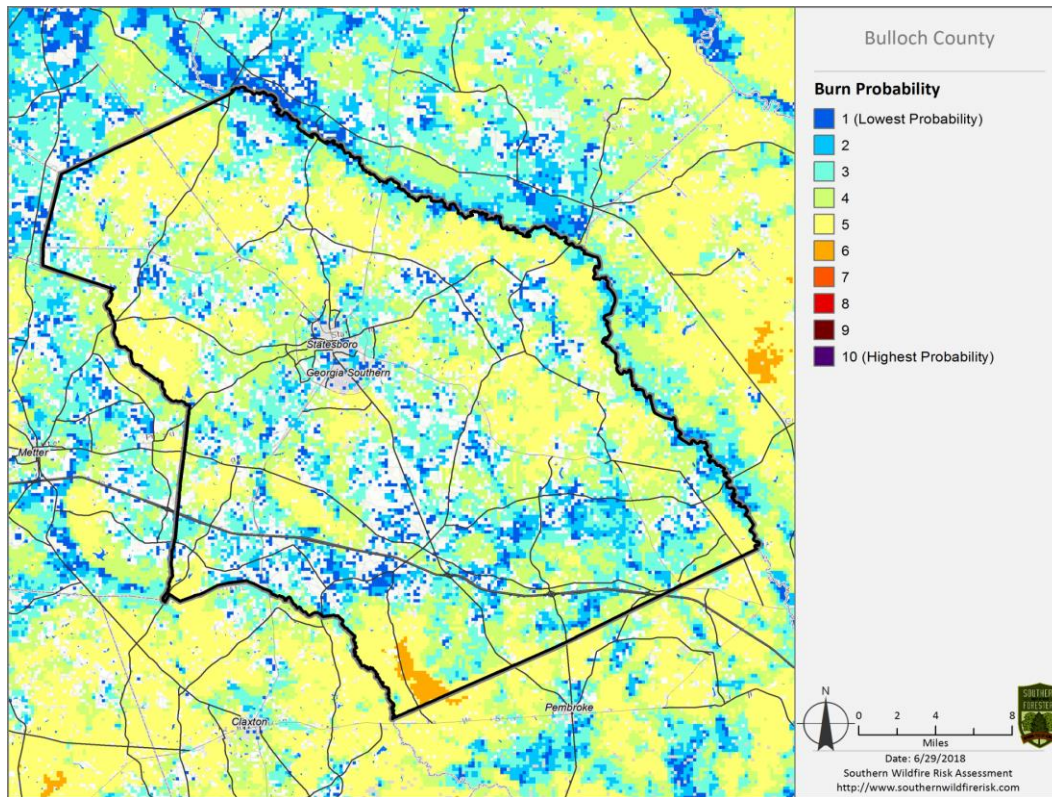 Bulloch County
Burn Probability
1 (Lowest Probability)
2
3
4
5
6
7
8
9
10 (Highest Probability)
Statesboro
Georgia Southern
Metter
Claxton
Pembroke
N
0 2 4 8
Miles
Date: 6/29/2018
Southern Wildfire Risk Assessment
http://www.southernwildfirerisk.com
SOUTHERN
FORESTERS